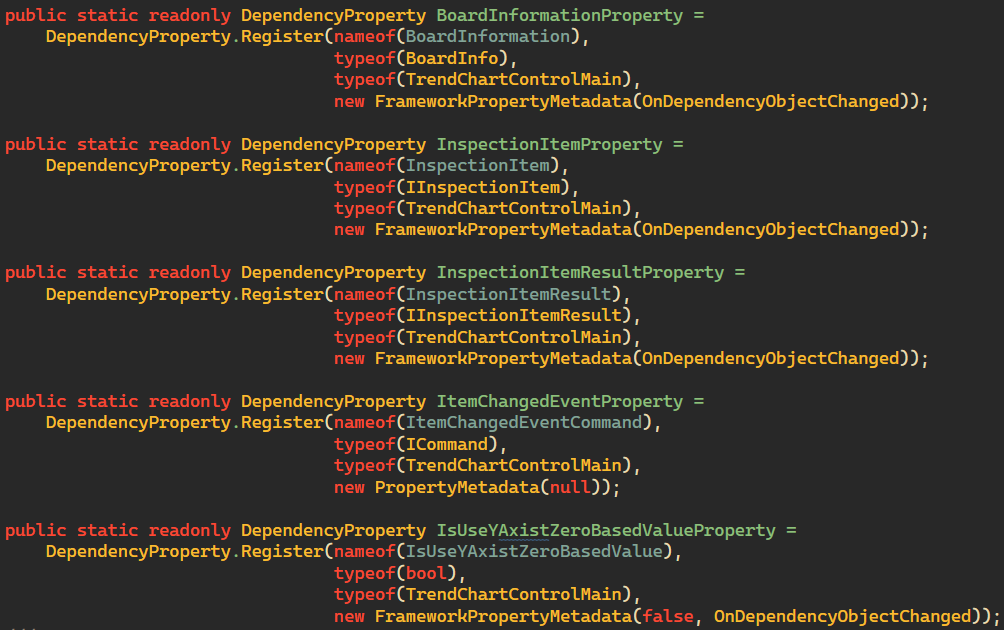 public static readonly DependencyProperty BoardInformationProperty =
    DependencyProperty.Register(nameof(BoardInformation),
                                typeof(BoardInfo),
                                typeof(TrendChartControlMain),
                                new FrameworkPropertyMetadata(OnDependencyObjectChanged));

public static readonly DependencyProperty InspectionItemProperty =
    DependencyProperty.Register(nameof(InspectionItem),
                                typeof(IInspectionItem),
                                typeof(TrendChartControlMain),
                                new FrameworkPropertyMetadata(OnDependencyObjectChanged));

public static readonly DependencyProperty InspectionItemResultProperty =
    DependencyProperty.Register(nameof(InspectionItemResult),
                                typeof(IInspectionItemResult),
                                typeof(TrendChartControlMain),
                                new FrameworkPropertyMetadata(OnDependencyObjectChanged));

public static readonly DependencyProperty ItemChangedEventProperty =
    DependencyProperty.Register(nameof(ItemChangedEventCommand),
                                typeof(ICommand),
                                typeof(TrendChartControlMain),
                                new PropertyMetadata(null));

public static readonly DependencyProperty IsUseYAxistZeroBasedValueProperty =
    DependencyProperty.Register(nameof(IsUseYAxistZeroBasedValue),
                                typeof(bool),
                                typeof(TrendChartControlMain),
                                new FrameworkPropertyMetadata(false, OnDependencyObjectChanged));